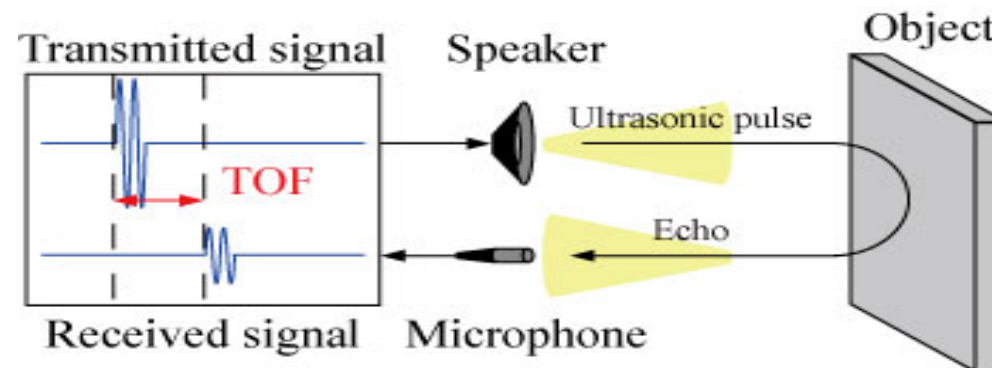 Transmitted signal
Speaker
Object
Ultrasonic pulse
TOF
Echo
Received signal
Microphone